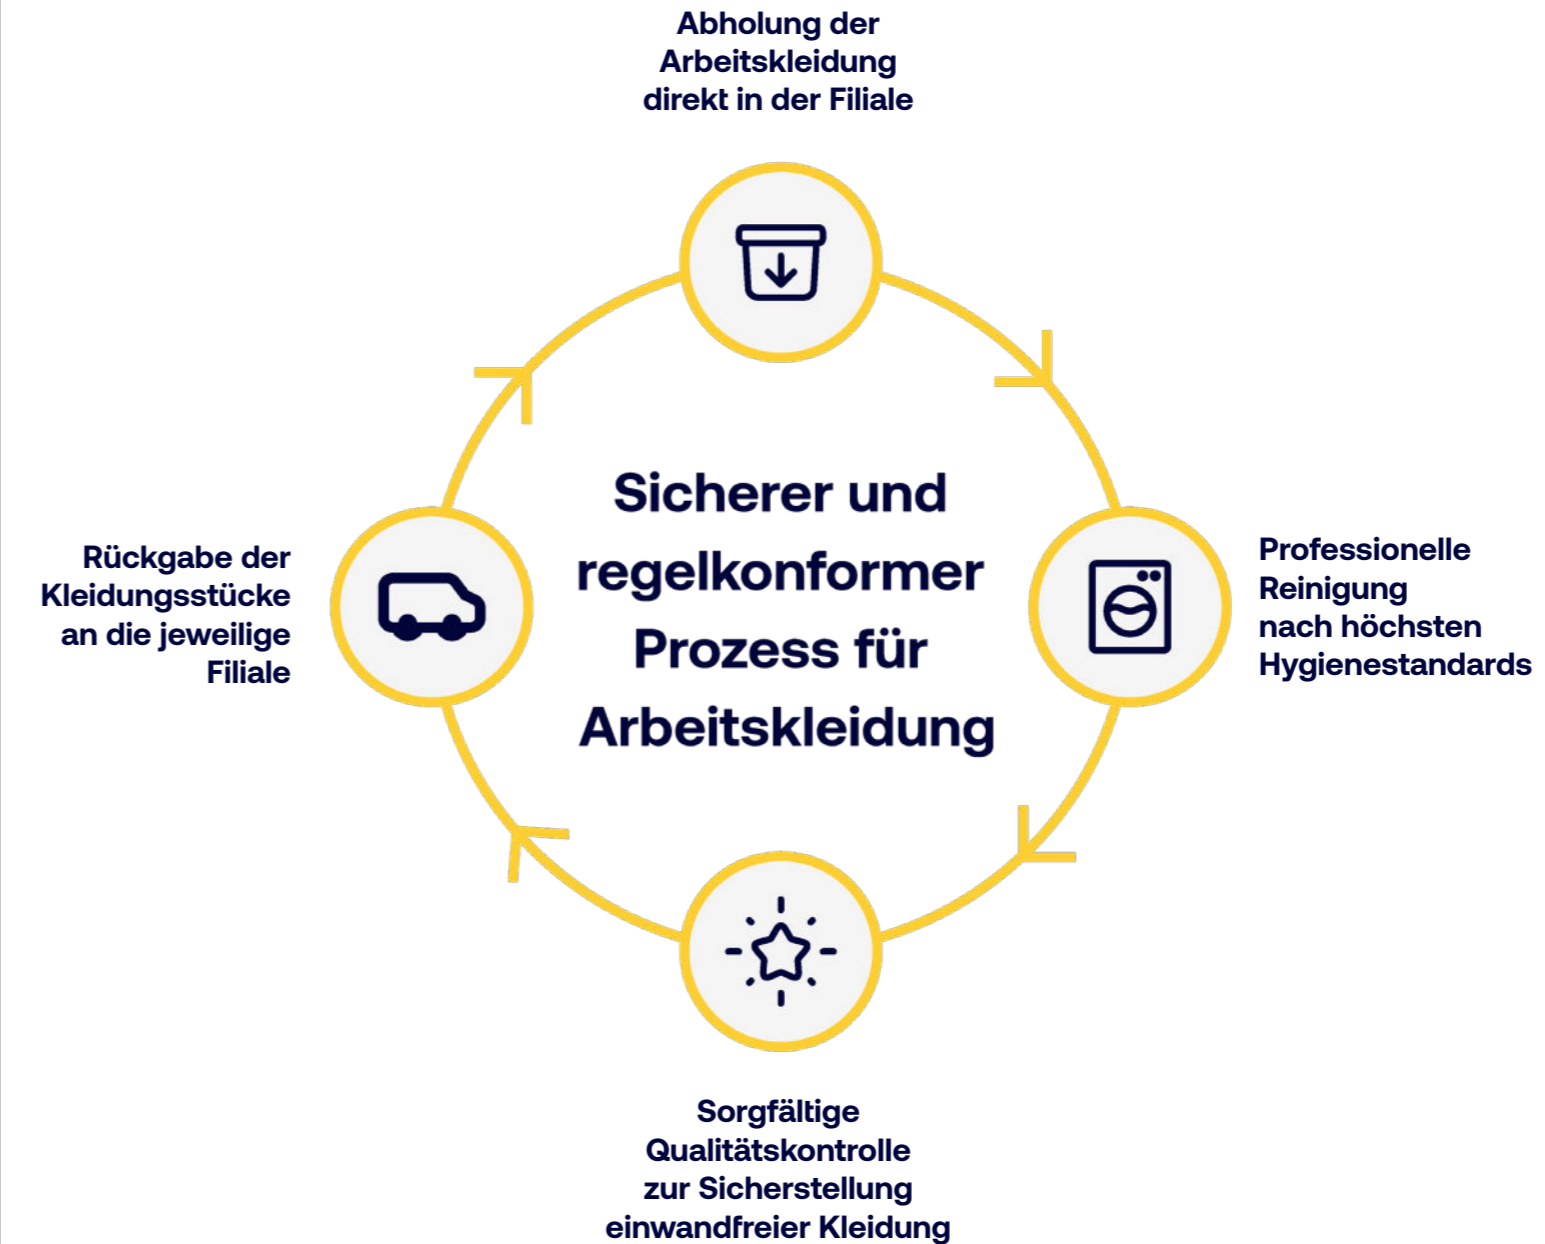 Abholung der
Arbeitskleidung
direkt in der Filiale
Sicherer und
regelkonformer
Prozess für
Arbeitskleidung
Professionelle
Reinigung
nach höchsten
Hygienestandards
Sorgfältige
Qualitätskontrolle
zur Sicherstellung
einwandfreier Kleidung
Rückgabe der
Kleidungsstücke
an die jeweilige
Filiale